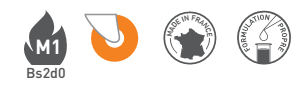 M1
Bs2d0
MADE IN FRANCE
FORMULATION PROPRE